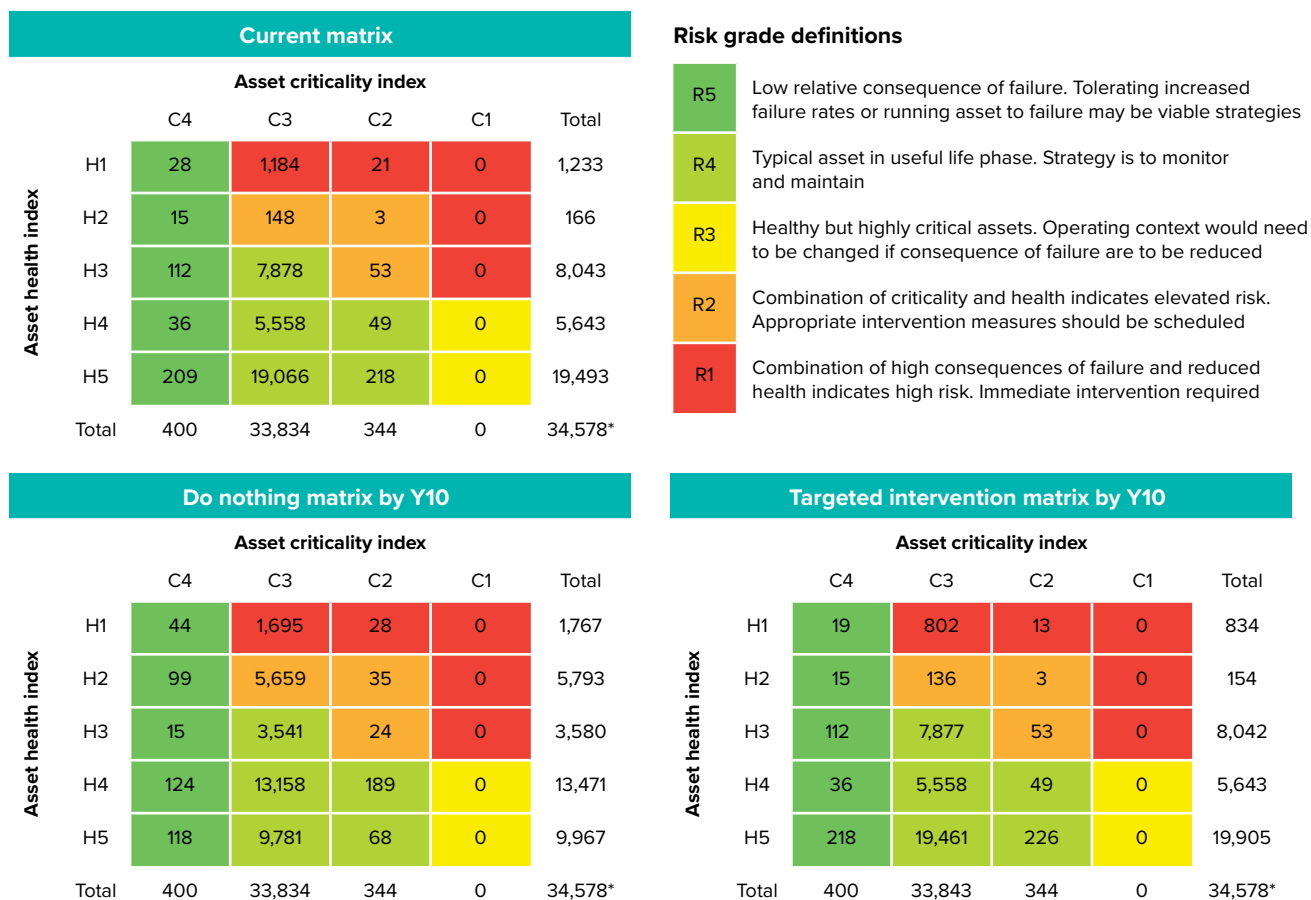 Current matrix
Asset criticality index
C4 C3 C2 C1 Total
Asset health index
H1 28 1,184 21 0 1,233
H2 15 148 3 0 166
H3 112 7,878 53 0 8,043
H4 36 5,558 49 0 5,643
H5 209 19,066 218 0 19,493
Total 400 33,834 344 0 34,578*
Risk grade definitions
R5 Low relative consequence of failure. Tolerating increased
failure rates or running asset to failure may be viable strategies
R4 Typical asset in useful life phase. Strategy is to monitor
and maintain
R3 Healthy but highly critical assets. Operating context would need
to be changed if consequence of failure are to be reduced
R2 Combination of criticality and health indicates elevated risk.
Appropriate intervention measures should be scheduled
R1 Combination of high consequences of failure and reduced
health indicates high risk. Immediate intervention required
Do nothing matrix by Y10
Asset criticality index
C4 C3 C2 C1 Total
Asset health index
H1 44 1,695 28 0 1,767
H2 99 5,659 35 0 5,793
H3 15 3,541 24 0 3,580
H4 124 13,158 189 0 13,471
H5 118 9,781 68 0 9,967
Total 400 33,834 344 0 34,578*
Targeted intervention matrix by Y10
Asset criticality index
C4 C3 C2 C1 Total
Asset health index
H1 19 802 13 0 834
H2 15 136 3 0 154
H3 112 7,877 53 0 8,042
H4 36 5,558 49 0 5,643
H5 218 19,461 226 0 19,905
Total 400 33,843 344 0 34,578*